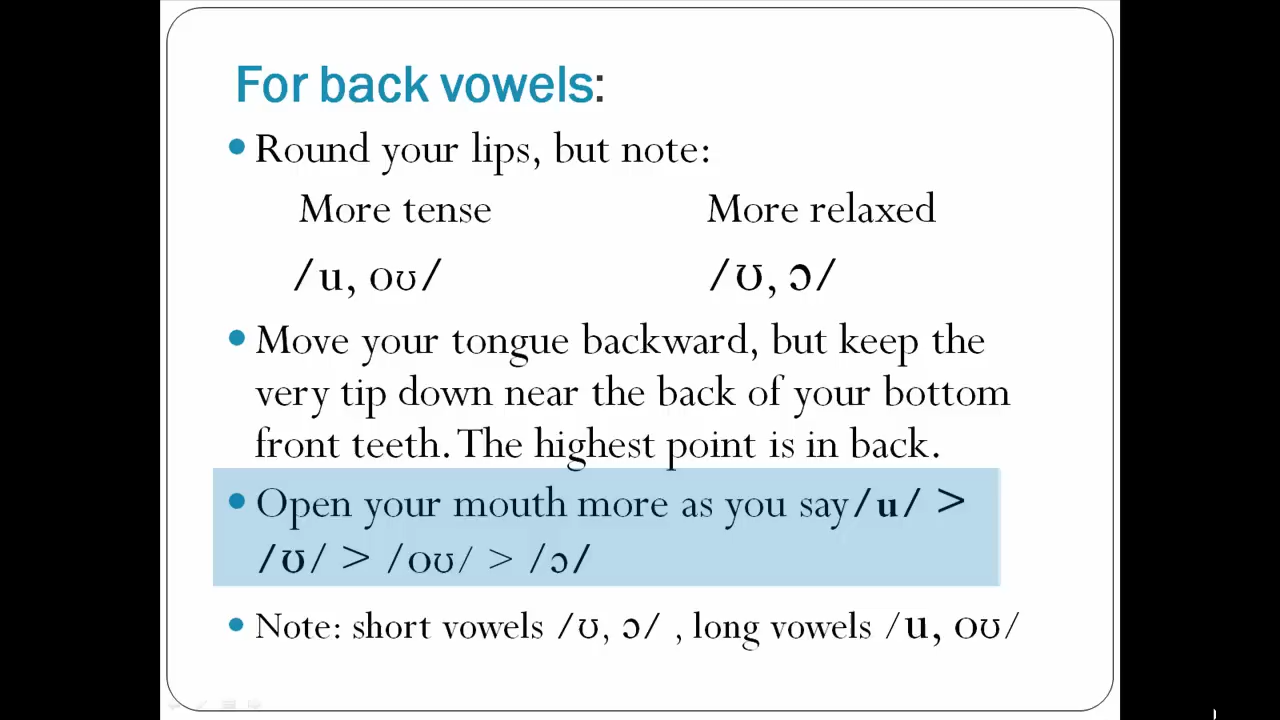 For back vowels:
• Round your lips, but note:
More tense More relaxed
/u, oʊ/ /ʊ, ɔ/
• Move your tongue backward, but keep the
very tip down near the back of your bottom
front teeth. The highest point is in back.
• Open your mouth more as you say/u/ >
/ʊ/ > /oʊ/ > /ɔ/
• Note: short vowels /ʊ, ɔ/ , long vowels /u, oʊ/